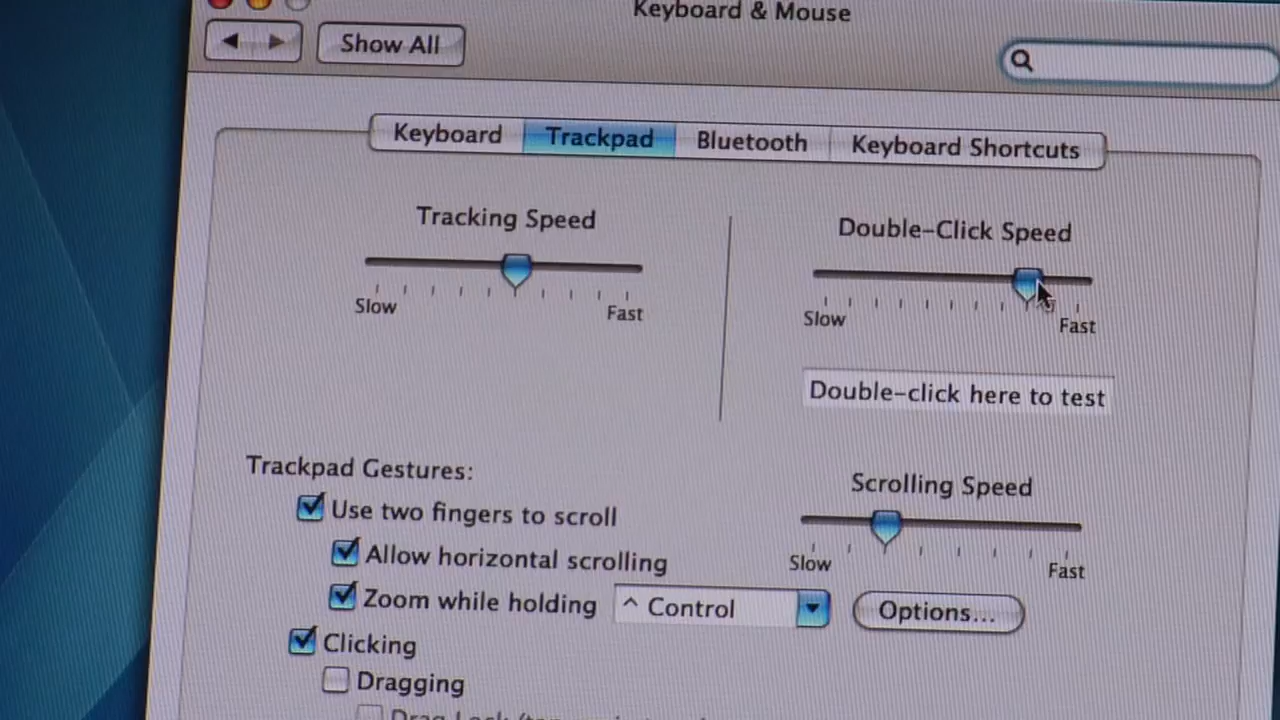 Keyboard & Mouse
Show All
Keyboard Trackpad Bluetooth Keyboard Shortcuts
Tracking Speed
Slow Fast
Double-Click Speed
Slow Fast
Double-click here to test
Trackpad Gestures:
Use two fingers to scroll
Allow horizontal scrolling
Zoom while holding ^ Control Options...
Scrolling Speed
Slow Fast
Clicking
Dragging
Drag Lock